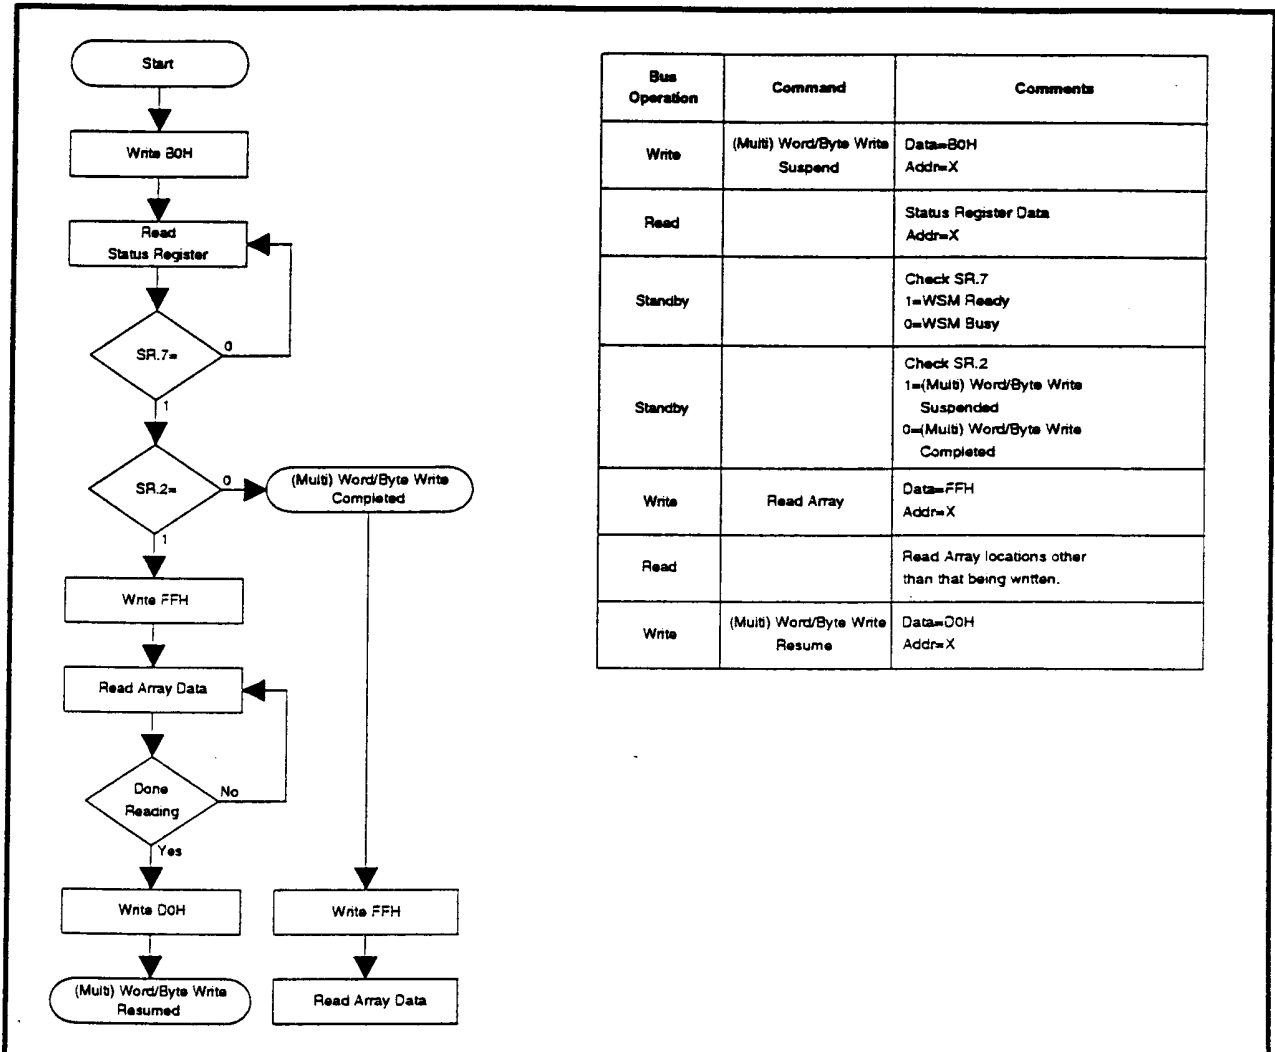 Start
Write B0H
Read
Status Register
SR.7=
0
1
SR.2=
0
1
(Multi) Word/Byte Write
Completed
Write FFH
Read Array Data
Done
Reading
No
Yes
Write D0H
(Multi) Word/Byte Write
Resumed
Write FFH
Read Array Data
Bus
Operation
Command
Comments
Write
(Multi) Word/Byte Write
Suspend
Data=B0H
Addr=X
Read
Status Register Data
Addr=X
Standby
Check SR.7
1=WSM Ready
0=WSM Busy
Standby
Check SR.2
1=(Multi) Word/Byte Write
Suspended
0=(Multi) Word/Byte Write
Completed
Write
Read Array
Data=FFH
Addr=X
Read
Read Array locations other
than that being written.
Write
(Multi) Word/Byte Write
Resume
Data=D0H
Addr=X